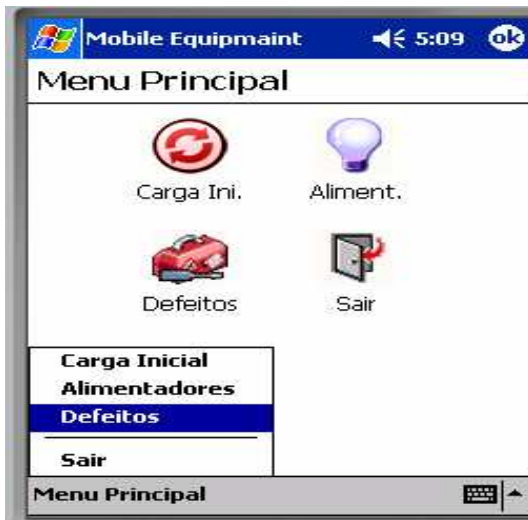 Mobile Equipmaint 5:09 ok
Menu Principal
Carga Ini. Aliment.
Defeitos Sair
Carga Inicial
Alimentadores
Defeitos
Sair
Menu Principal